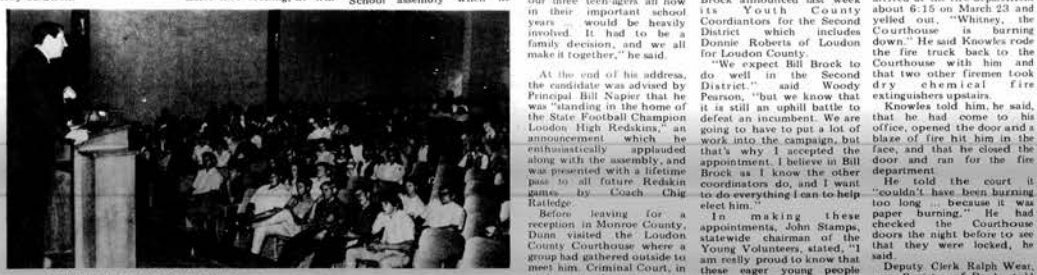 School assembly when
our three teen-agers all now
in their important school
years ... would be heavily
involved. It had to be a
family decision, and we all
make it together," he said.
At the end of his address,
the candidate was advised by
Principal Bill Napier that he
was "standing in the home of
the State Football Champion
Loudon High Redskins," an
announcement which he
enthusiastically applauded
along with the assembly, and
was presented with a lifetime
pass to all future Redskin
games by Coach Chig
Ratledge.
Before leaving for a
reception in Monroe County,
Dunn visited the Loudon
County Courthouse where a
group had gathered outside to
meet him. Criminal Court, in
Brock announced last week
its Youth County
Coordiantors for the Second
District which includes
Donnie Roberts of Loudon
for Loudon County.
"We expect Bill Brock to
do well in the Second
District." said Woody
Pearson, "but we know that
it is still an uphill battle to
defeat an incumbent. We are
going to have to put a lot of
work into the campaign, but
that's why I accepted the
appointment. I believe in Bill
Brock as I know the other
coordinators do, and I want
to do everything I can to help
elect him."
In making these
appointments, John Stamps,
statewide chairman of the
Young Volunteers, stated, "I
am really proud to know that
these eager young people
about 6:15 on March 23 and
yelled out, "Whitney, the
Courthouse is burning
down." He said Knowles rode
the fire truck back to the
Courthouse with him and
that two other firemen took
dry chemical fire
extinguishers upstairs.
Knowles told him, he said,
that he had come to his
office, opened the door and a
blaze of fire hit him in the
face, and that he closed the
door and ran for the fire
department.
He told the court it
"couldn't have been burning
too long ... because it was
paper burning." He had
checked the Courthouse
doors the night before to see
that they were locked, he
said.
Deputy Clerk Ralph Wear,